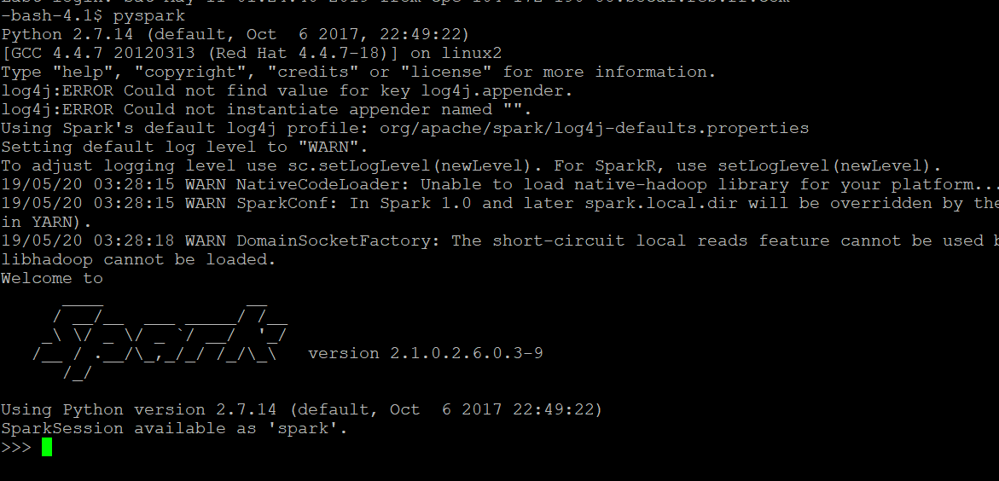 -bash-4.1$ pyspark
Python 2.7.14 (default, Oct  6 2017, 22:49:22)
[GCC 4.4.7 20120313 (Red Hat 4.4.7-18)] on linux2
Type "help", "copyright", "credits" or "license" for more information.
log4j:ERROR Could not find value for key log4j.appender.
log4j:ERROR Could not instantiate appender named "".
Using Spark's default log4j profile: org/apache/spark/log4j-defaults.properties
Setting default log level to "WARN".
To adjust logging level use sc.setLogLevel(newLevel). For SparkR, use setLogLevel(newLevel).
19/05/20 03:28:15 WARN NativeCodeLoader: Unable to load native-hadoop library for your platform...
19/05/20 03:28:15 WARN SparkConf: In Spark 1.0 and later spark.local.dir will be overridden by the
in YARN).
19/05/20 03:28:18 WARN DomainSocketFactory: The short-circuit local reads feature cannot be used
libhadoop cannot be loaded.
Welcome to
      ____              __
     / __/__  ___ _____/ /__
    _\ \/ _ \/ _ `/ __/  '_/
   /__ / .__/\_,_/_/ /_/\_\   version 2.1.0.2.6.0.3-9
      /_/
Using Python version 2.7.14 (default, Oct  6 2017 22:49:22)
SparkSession available as 'spark'.
>>>